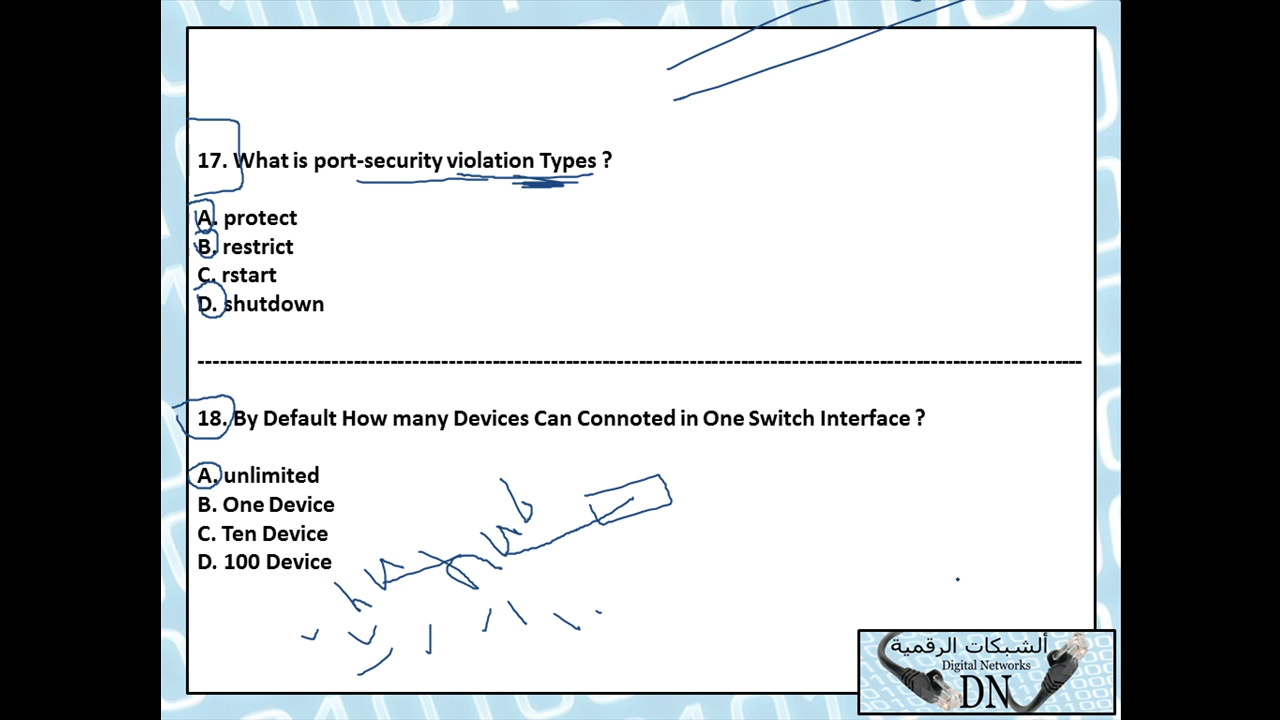 17. What is port-security violation Types ?
A. protect
B. restrict
C. rstart
D. shutdown
--------------------------------------------------------------------------------------------------------------
18. By Default How many Devices Can Connoted in One Switch Interface ?
A. unlimited
B. One Device
C. Ten Device
D. 100 Device
ألشبكات الرقمية
Digital Networks
DN